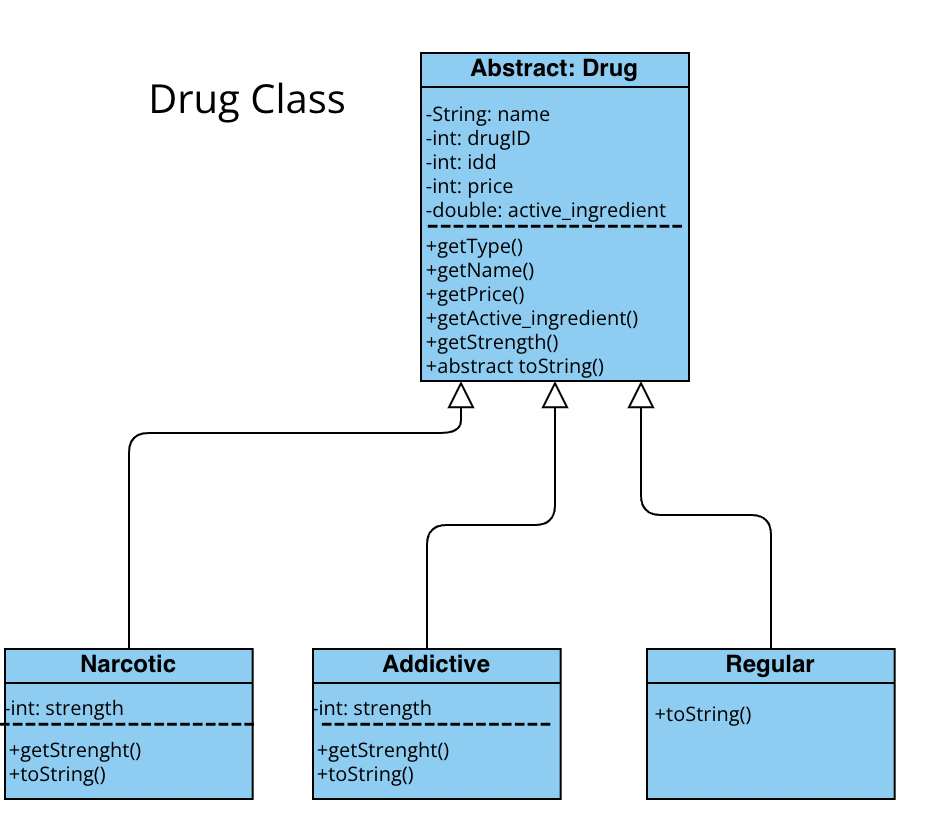 Drug Class
Abstract: Drug
-String: name
-int: drugID
-int: idd
-int: price
-double: active_ingredient
+getType()
+getName()
+getPrice()
+getActive_ingredient()
+getStrength()
+abstract toString()
Narcotic
-int: strength
+getStrenght()
+toString()
Addictive
-int: strength
+getStrenght()
+toString()
Regular
+toString()